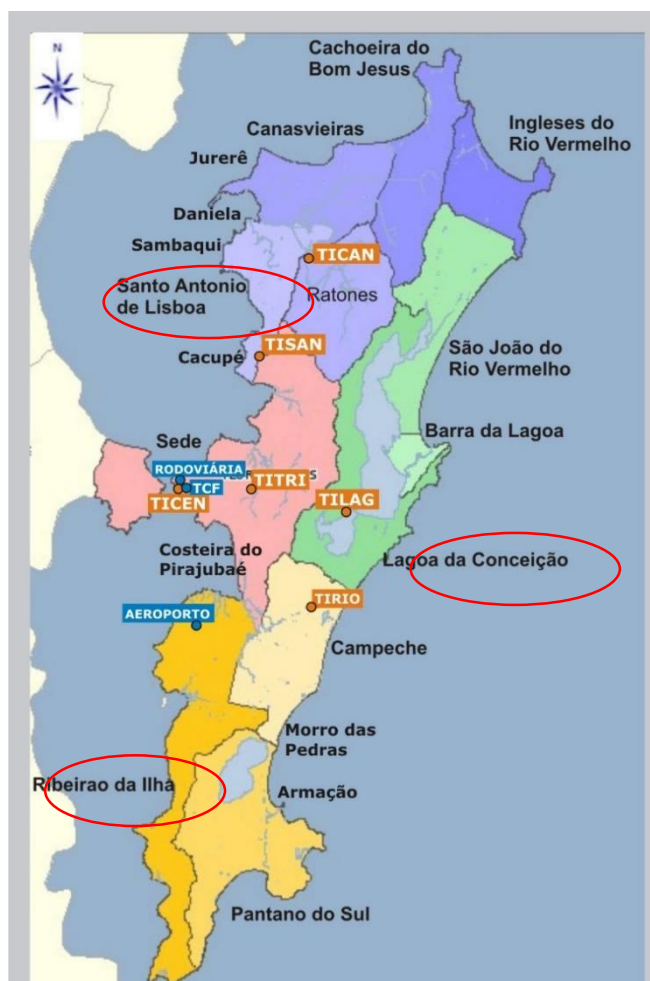 N
Cachoeira do
Bom Jesus
Canasvieiras
Ingleses do
Rio Vermelho
Jurerê
Daniela
Sambaqui
TICAN
Santo Antonio
de Lisboa
Ratones
TISAN
Cacupé
São João do
Rio Vermelho
Barra da Lagoa
Sede
RODOVIÁRIA
TCF
TICEN
TITRI
TILAG
Costeira do
Pirajubaé
Lagoa da Conceição
TIRIO
AEROPORTO
Campeche
Morro das
Pedras
Ribeirao da Ilha
Armação
Pantano do Sul